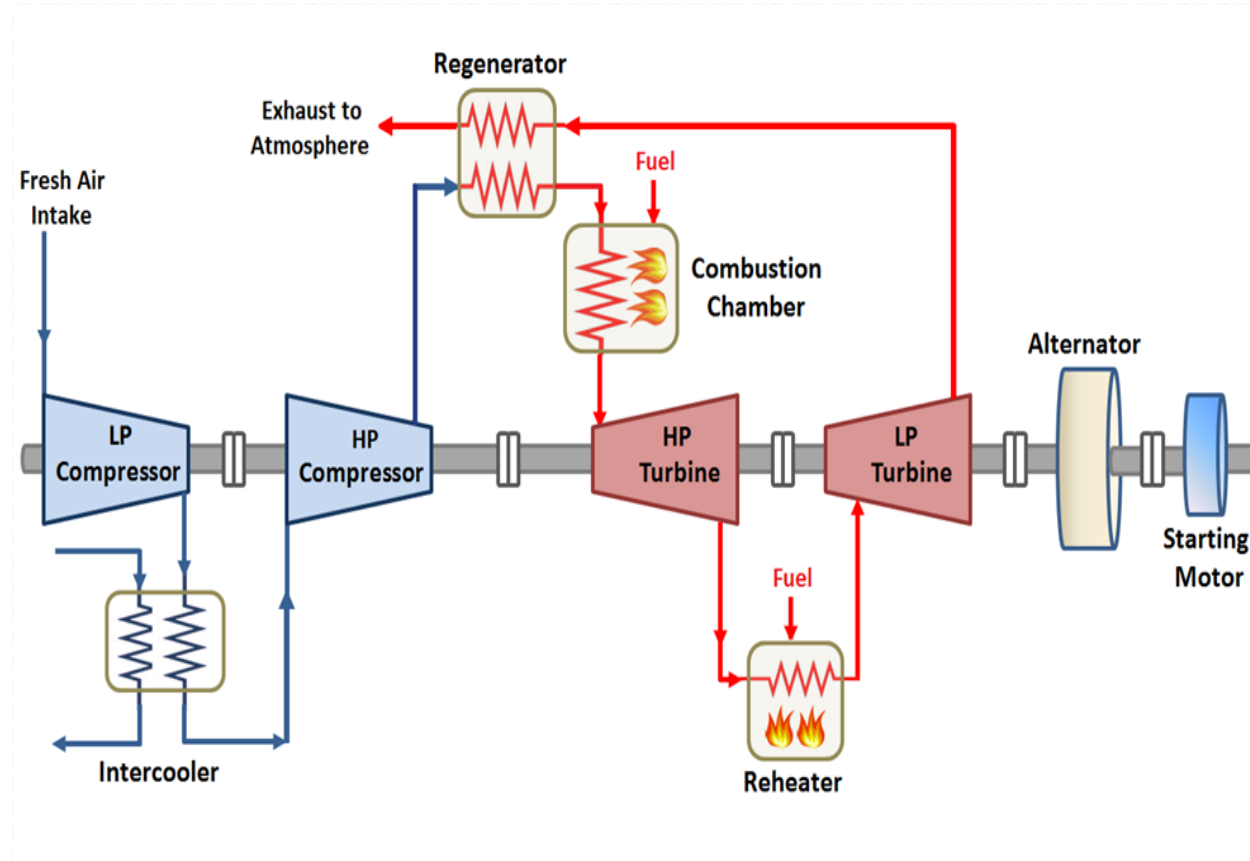 Regenerator
Exhaust to
Atmosphere
Fresh Air
Intake
Fuel
Combustion
Chamber
Alternator
LP
Compressor
HP
Compressor
HP
Turbine
LP
Turbine
Starting
Motor
Fuel
Intercooler
Reheater